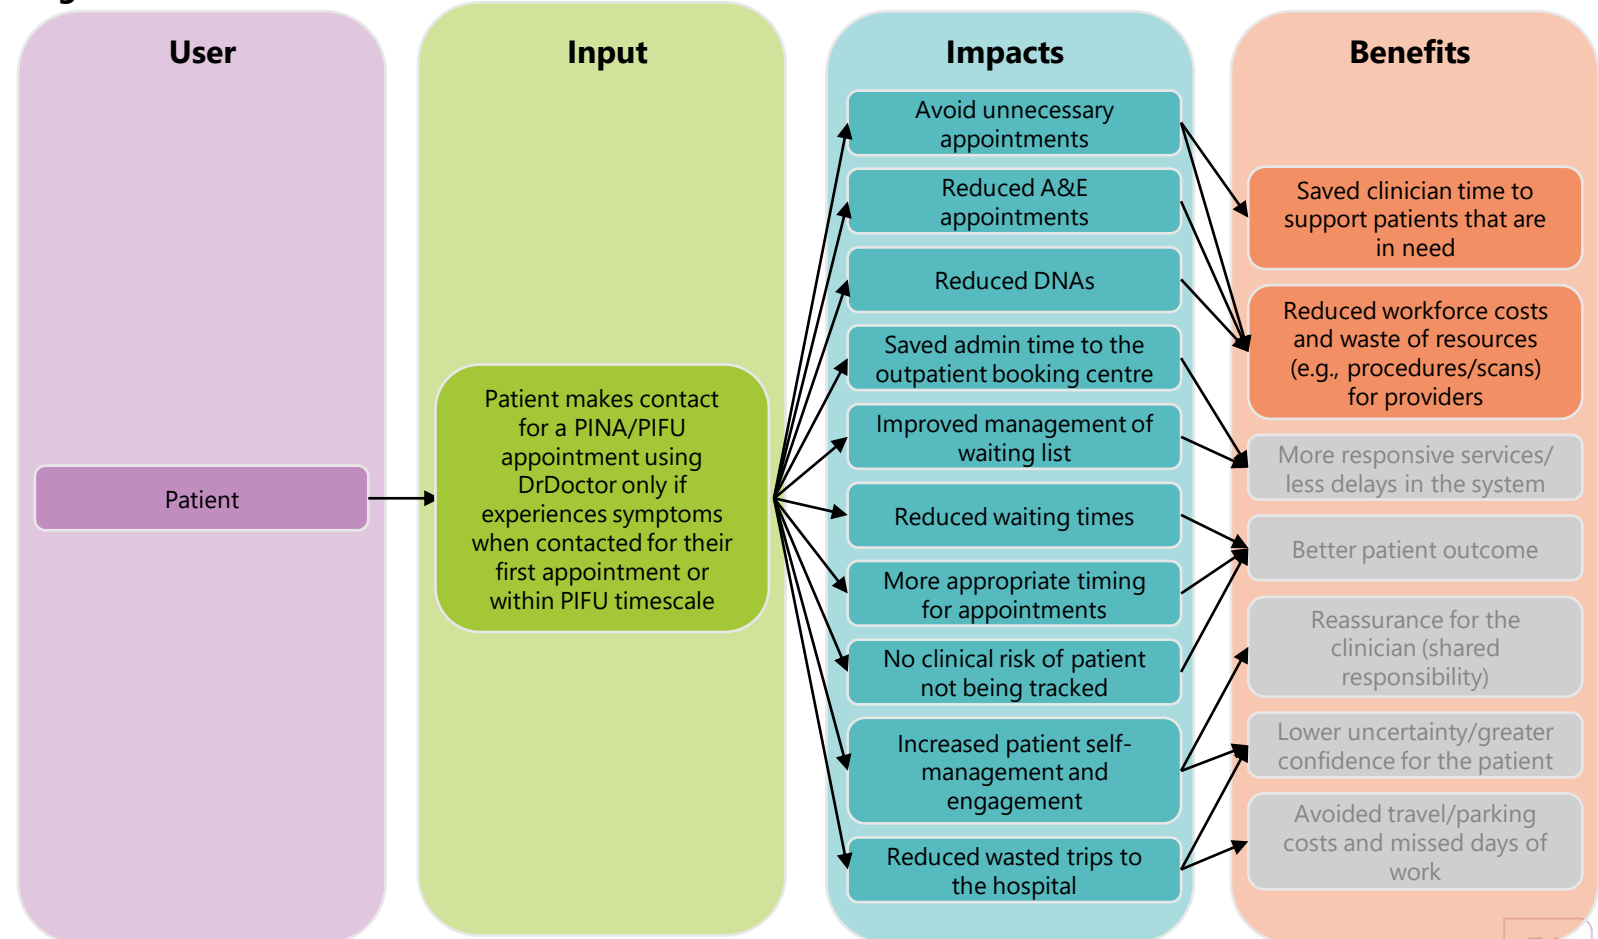 User
Input
Impacts
Benefits
Patient
Patient makes contact
for a PINA/PIFU
appointment using
DrDoctor only if
experiences symptoms
when contacted for their
first appointment or
within PIFU timescale
Avoid unnecessary
appointments
Reduced A&E
appointments
Reduced DNAs
Saved admin time to the
outpatient booking centre
Improved management of
waiting list
Reduced waiting times
More appropriate timing
for appointments
No clinical risk of patient
not being tracked
Increased patient self-
management and
engagement
Reduced wasted trips to
the hospital
Saved clinician time to
support patients that are
in need
Reduced workforce costs
and waste of resources
(e.g., procedures/scans)
for providers
More responsive services/
less delays in the system
Better patient outcome
Reassurance for the
clinician (shared
responsibility)
Lower uncertainty/greater
confidence for the patient
Avoided travel/parking
costs and missed days of
work